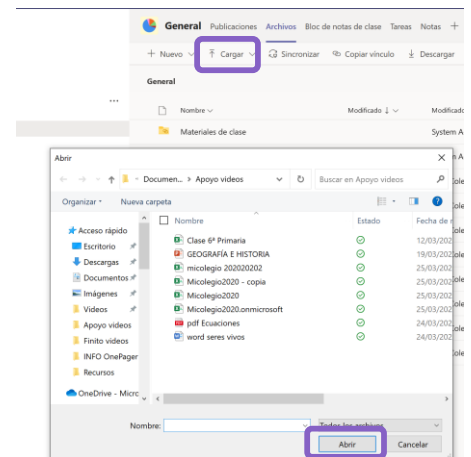 General Publicaciones Archivos Bloc de notas de clase Tareas Notas +
+ Nuevo Cargar Sincronizar Copiar vínculo Descargar
General
...
Nombre Modificado Modificado
Materiales de clase System A
Abrir
Documen... > Apoyo videos Buscar en Apoyo videos
Organizar Nueva carpeta
Nombre Estado Fecha de
Acceso rápido
Escritorio
Descargas
Documentos
Imágenes
Videos
Apoyo videos
Finito videos
INFO OnePager
Recursos
OneDrive - Micro
Clase 6ª Primaria 12/03/202
GEOGRAFÍA E HISTORIA 19/03/202
micolegio 202020202 25/03/202
Micolegio2020 - copia 25/03/202
Micolegio2020 25/03/202
Micolegio2020.onmicrosoft 25/03/202
pdf Ecuaciones 24/03/202
word seres vivos 24/03/202
Nombre: Todos los archivos
Abrir Cancelar